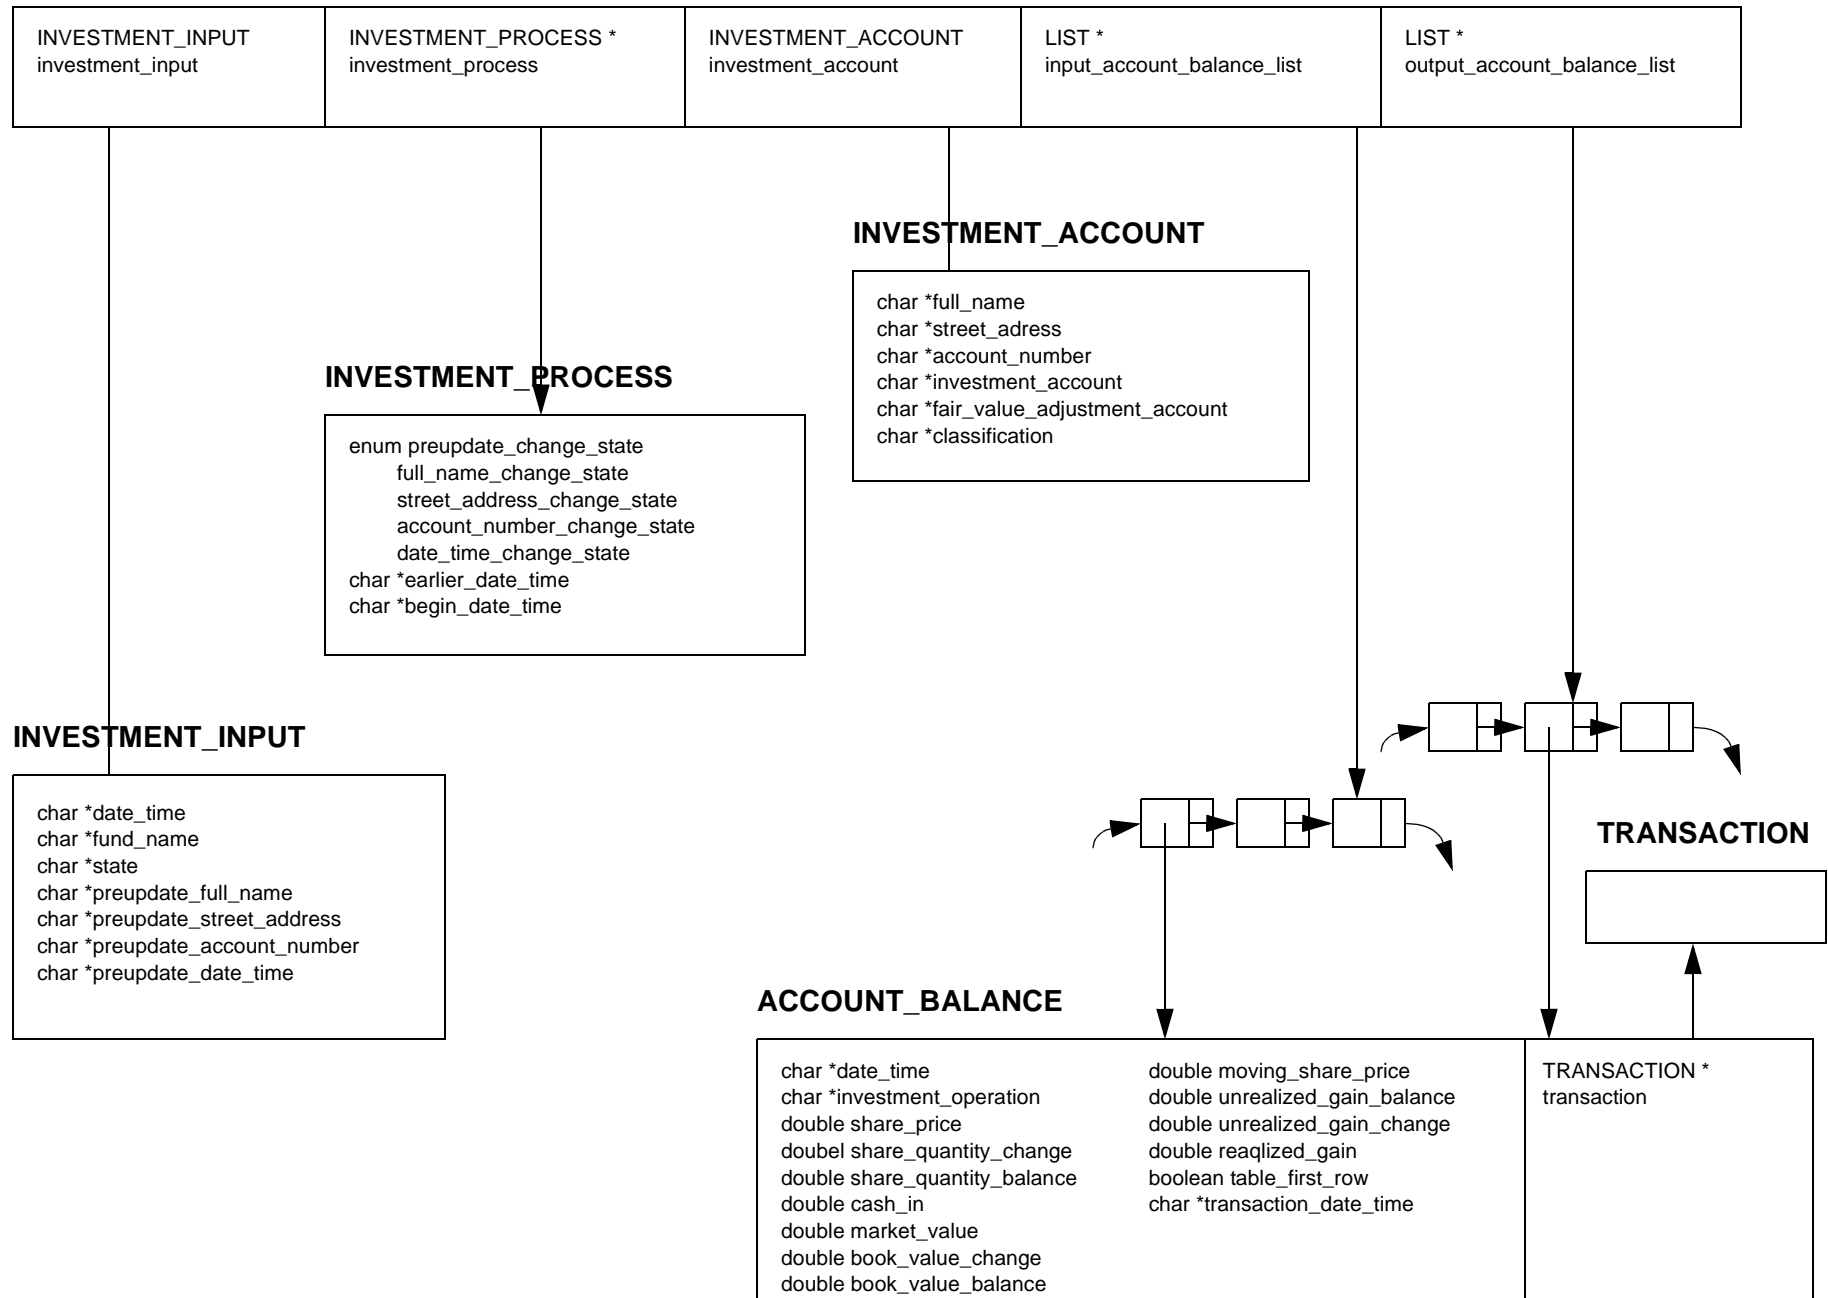 INVESTMENT_INPUT
investment_input
INVESTMENT_PROCESS *
investment_process
INVESTMENT_ACCOUNT
investment_account
LIST *
input_account_balance_list
LIST *
output_account_balance_list
INVESTMENT_ACCOUNT
char *full_name
char *street_adress
char *account_number
char *investment_account
char *fair_value_adjustment_account
char *classification
INVESTMENT_PROCESS
enum preupdate_change_state
full_name_change_state
street_address_change_state
account_number_change_state
date_time_change_state
char *earlier_date_time
char *begin_date_time
INVESTMENT_INPUT
char *date_time
char *fund_name
char *state
char *preupdate_full_name
char *preupdate_street_address
char *preupdate_account_number
char *preupdate_date_time
TRANSACTION
ACCOUNT_BALANCE
char *date_time
char *investment_operation
double share_price
doubel share_quantity_change
double share_quantity_balance
double cash_in
double market_value
double book_value_change
double book_value_balance
double moving_share_price
double unrealized_gain_balance
double unrealized_gain_change
double reaqlized_gain
boolean table_first_row
char *transaction_date_time
TRANSACTION *
transaction